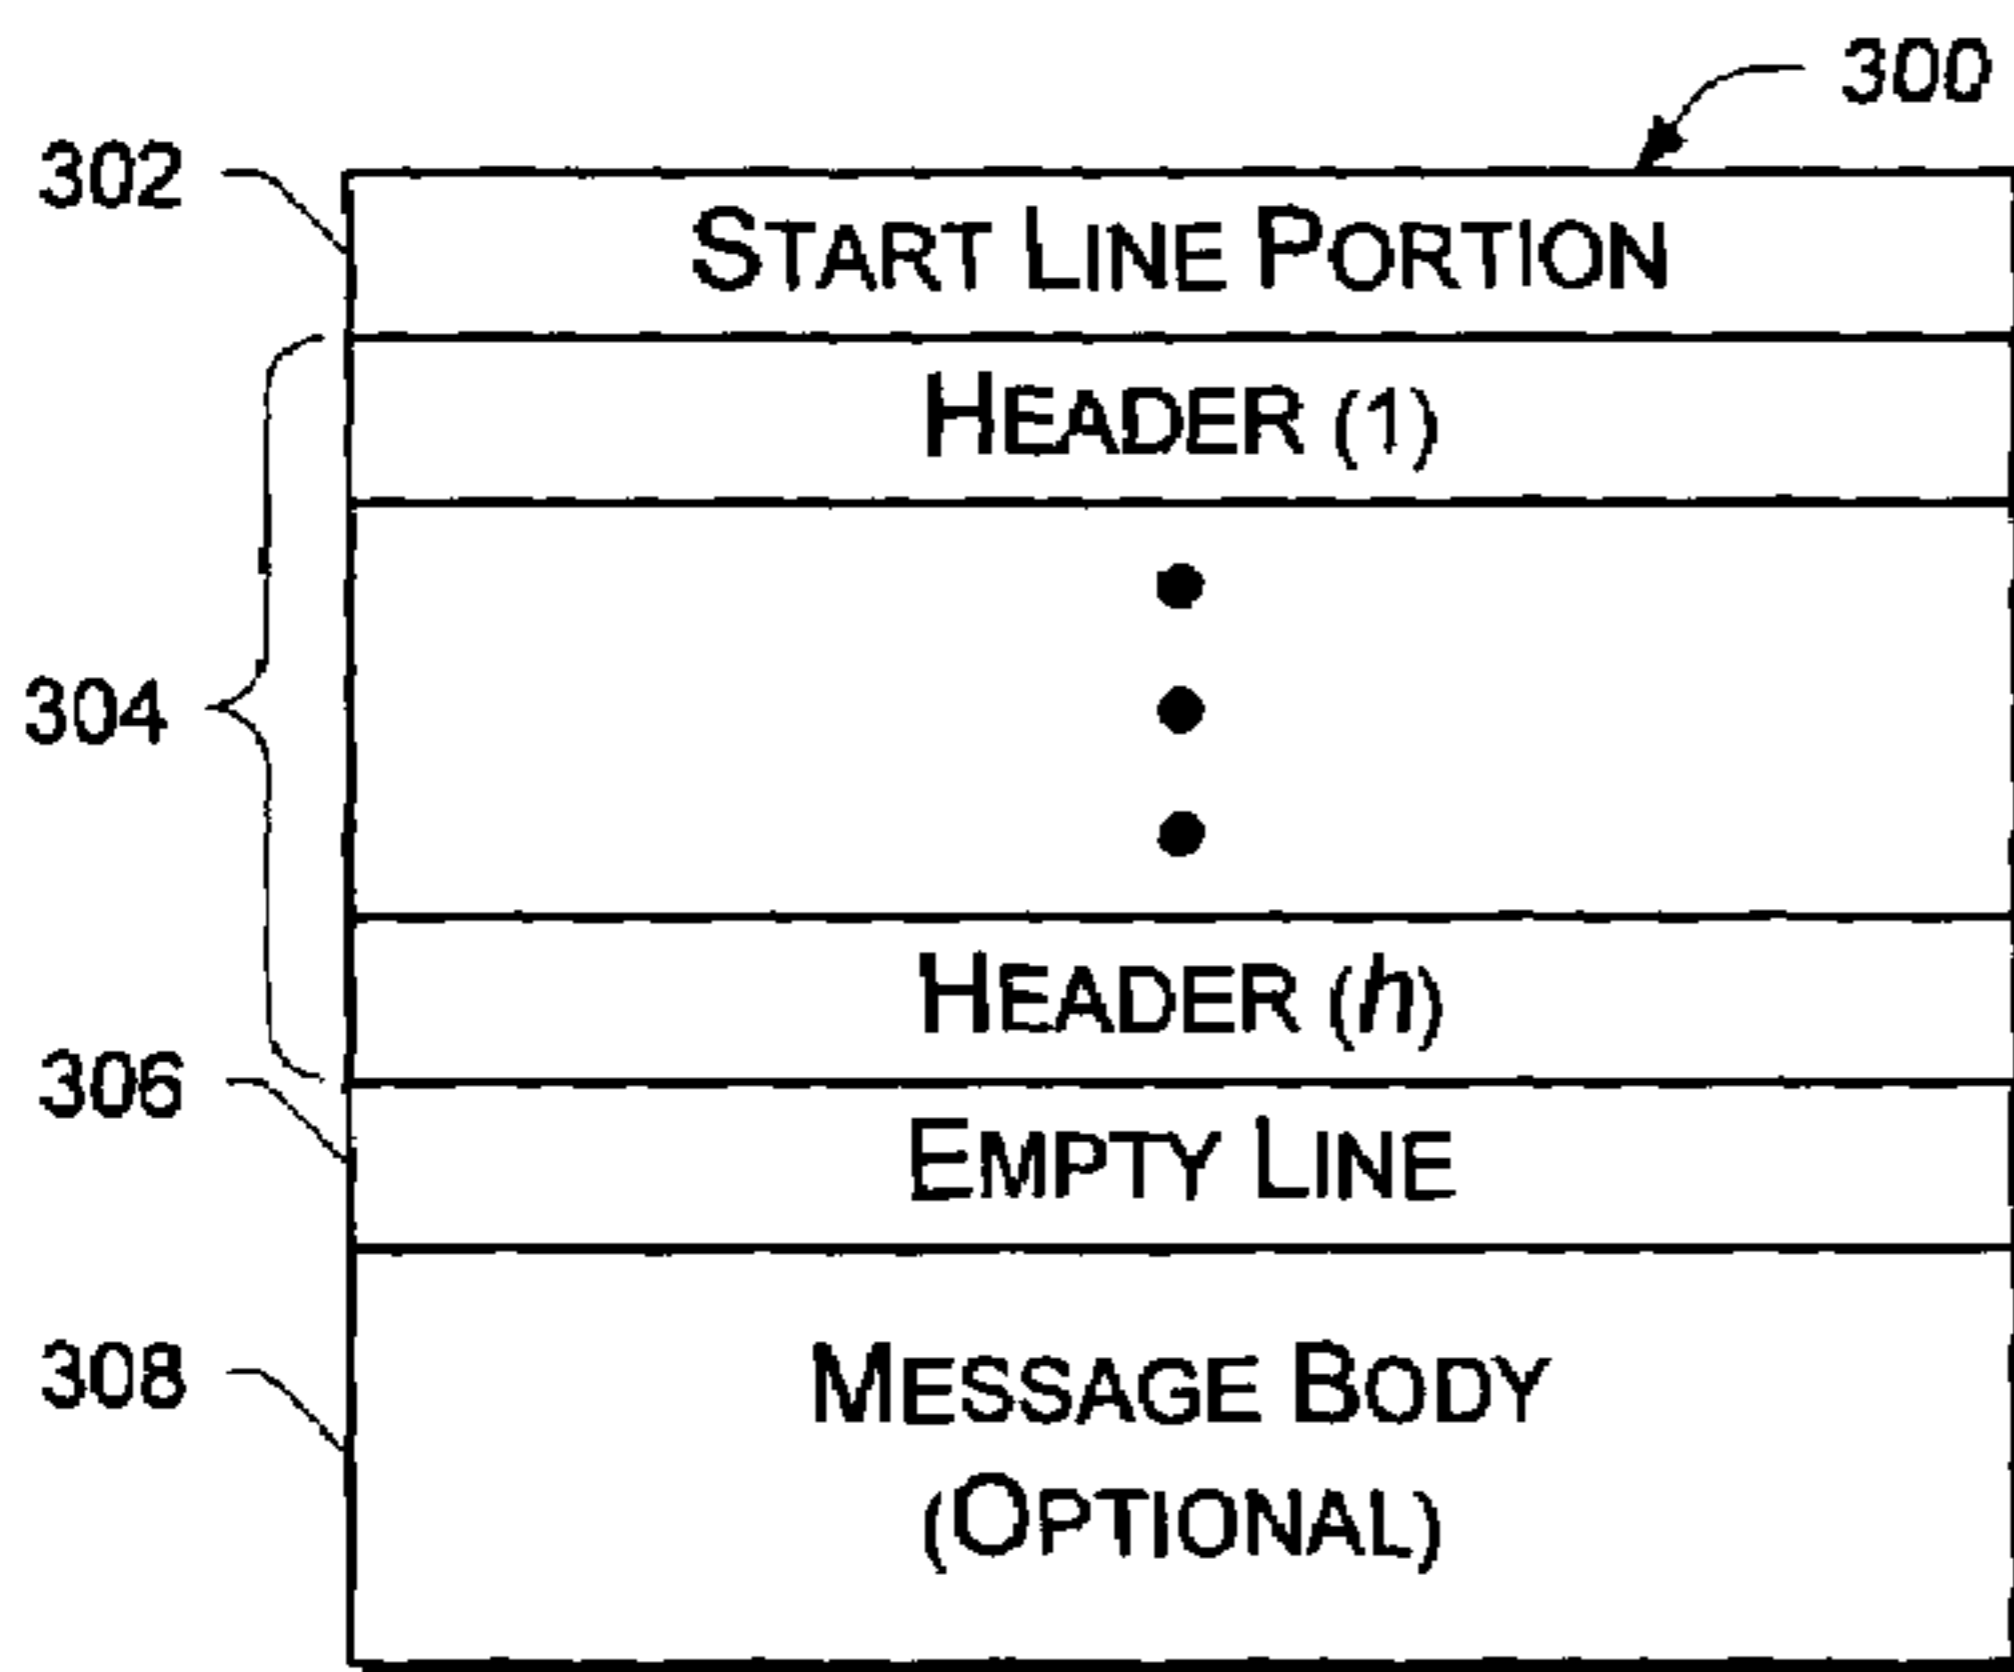 300
302
START LINE PORTION
HEADER (1)
304
HEADER (h)
306
EMPTY LINE
308
MESSAGE BODY
(OPTIONAL)